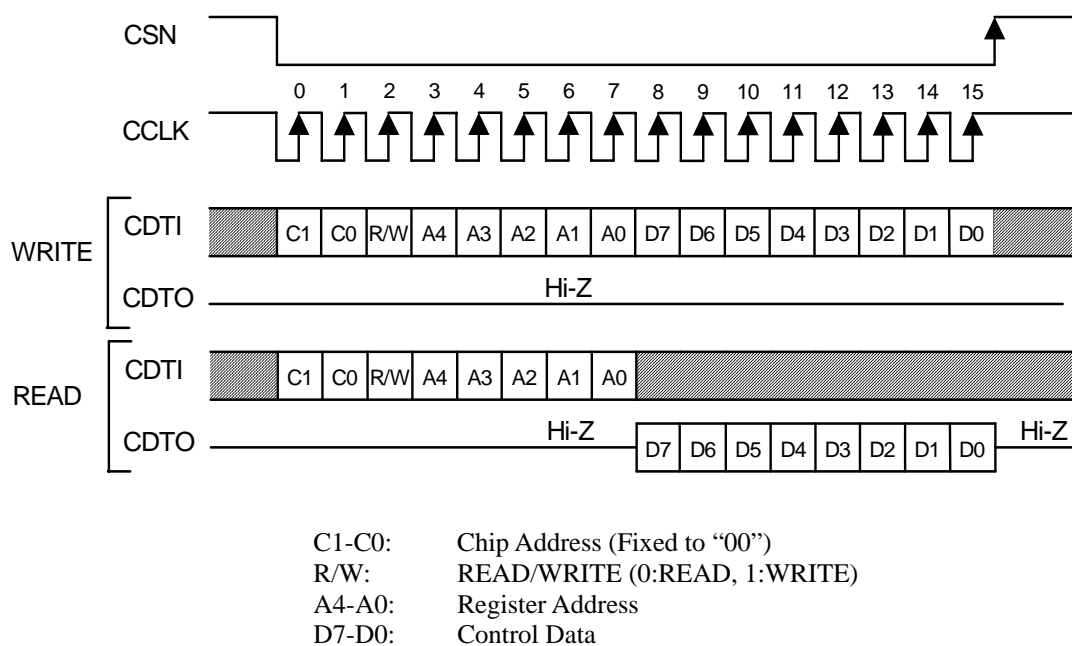 CSN
0 1 2 3 4 5 6 7 8 9 10 11 12 13 14 15
CCLK
WRITE
CDTI
C1 C0 R/W A4 A3 A2 A1 A0 D7 D6 D5 D4 D3 D2 D1 D0
CDTO
Hi-Z
READ
CDTI
C1 C0 R/W A4 A3 A2 A1 A0
CDTO
Hi-Z
D7 D6 D5 D4 D3 D2 D1 D0
Hi-Z
C1-C0: Chip Address (Fixed to “00”)
R/W: READ/WRITE (0:READ, 1:WRITE)
A4-A0: Register Address
D7-D0: Control Data